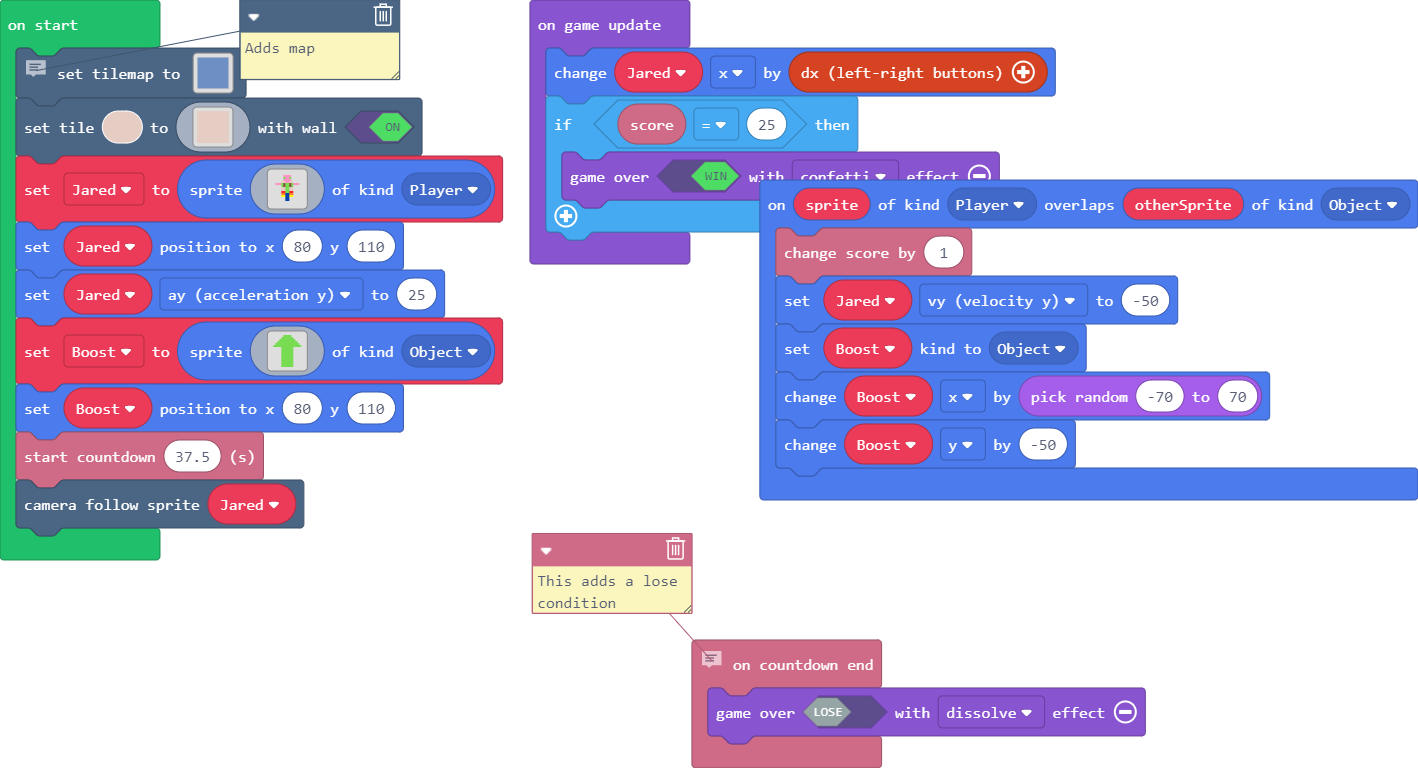 on start
Adds map
set tilemap to
set tile to with wall ON
set Jared to sprite of kind Player
set Jared position to x 80 y 110
set Jared ay (acceleration y) to 25
set Boost to sprite of kind Object
set Boost position to x 80 y 110
start countdown 37.5 (s)
camera follow sprite Jared
on game update
change Jared x by dx (left-right buttons)
if score = 25 then
game over WIN with confetti effect
on sprite of kind Player overlaps otherSprite of kind Object
change score by 1
set Jared vy (velocity y) to -50
set Boost kind to Object
change Boost x by pick random -70 to 70
change Boost y by -50
This adds a lose
condition
on countdown end
game over LOSE with dissolve effect